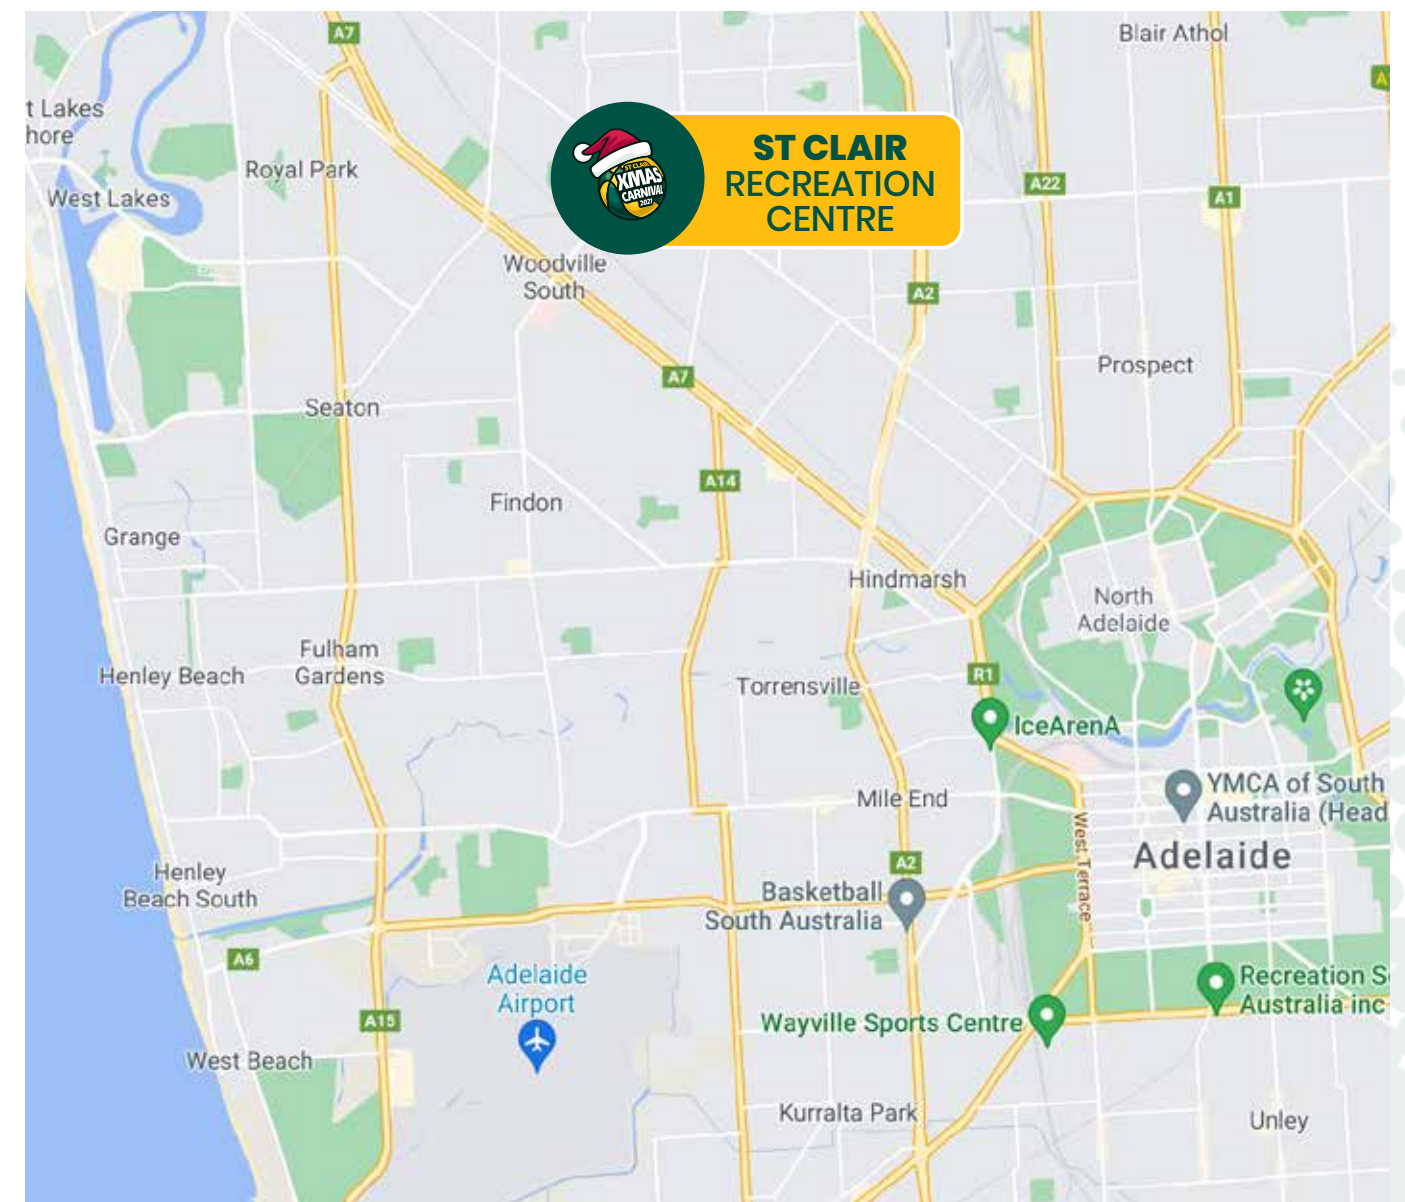 A7
Blair Athol
A
t Lakes
hore
ST CLAIR
RECREATION
CENTRE
ST CLAIR
XMAS
CARNIVAL
2021
Royal Park
West Lakes
A22
A1
Woodville
South
A2
Prospect
A7
Seaton
A14
Findon
Grange
Hindmarsh
North
Adelaide
Fulham
Gardens
Henley Beach
R1
Torrensville
IceArenA
YMCA of South
Australia (Head
Mile End
West Terrace
Adelaide
A2
Henley
Beach South
Basketball
South Australia
A6
Adelaide
Airport
Recreation S
Australia inc
A15
Wayville Sports Centre
West Beach
Kurralta Park
Unley